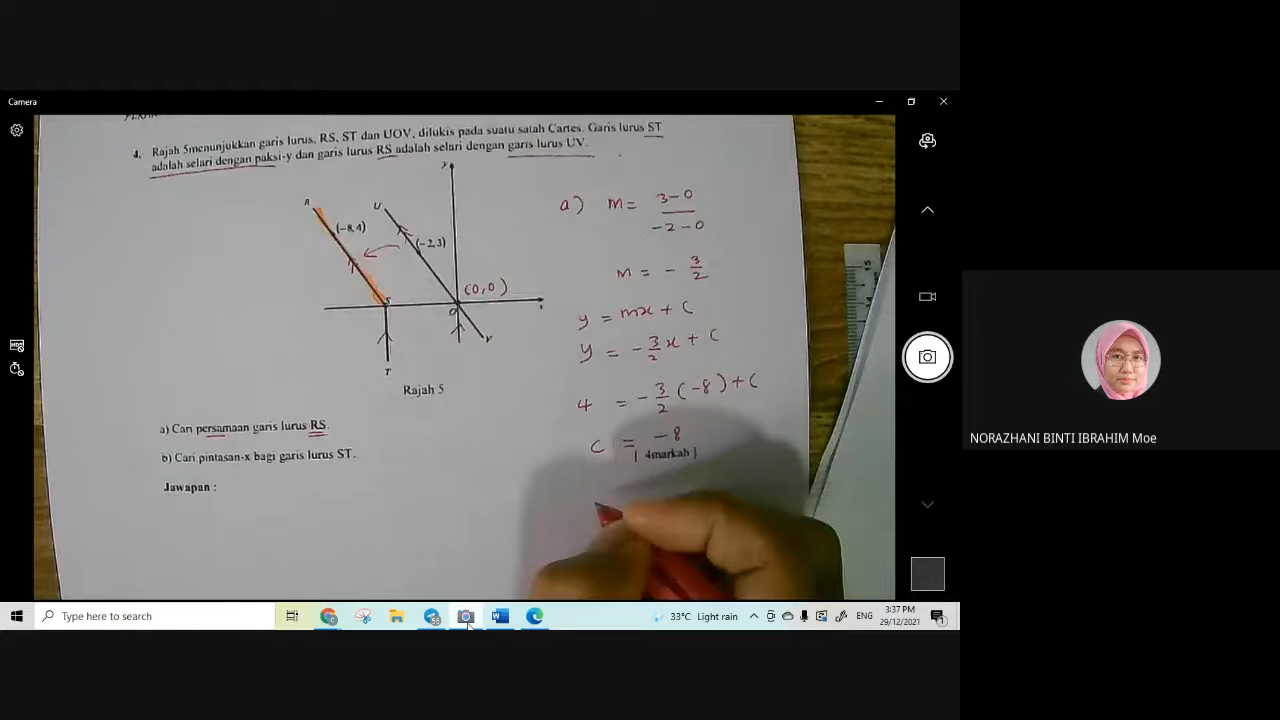 Camera
4. Rajah 5menunjukkan garis lurus, RS, ST dan UOV, dilukis pada suatu satah Cartes. Garis lurus ST
adalah selari dengan paksi-y dan garis lurus RS adalah selari dengan garis lurus UV.
y
R
U
(-8,4)
(-2,3)
(0,0)
S
O
V
T
Rajah 5
a) Cari persamaan garis lurus RS.
b) Cari pintasan-x bagi garis lurus ST.
Jawapan :
a) m = 3-0
-2-0
m = - 3/2
y = mx + c
y = - 3/2 x + c
4 = - 3/2 (-8) + c
c = -8
[ 4markah ]
15
NORAZHANI BINTI IBRAHIM Moe
Type here to search
33°C Light rain
ENG
3:37 PM
29/12/2021